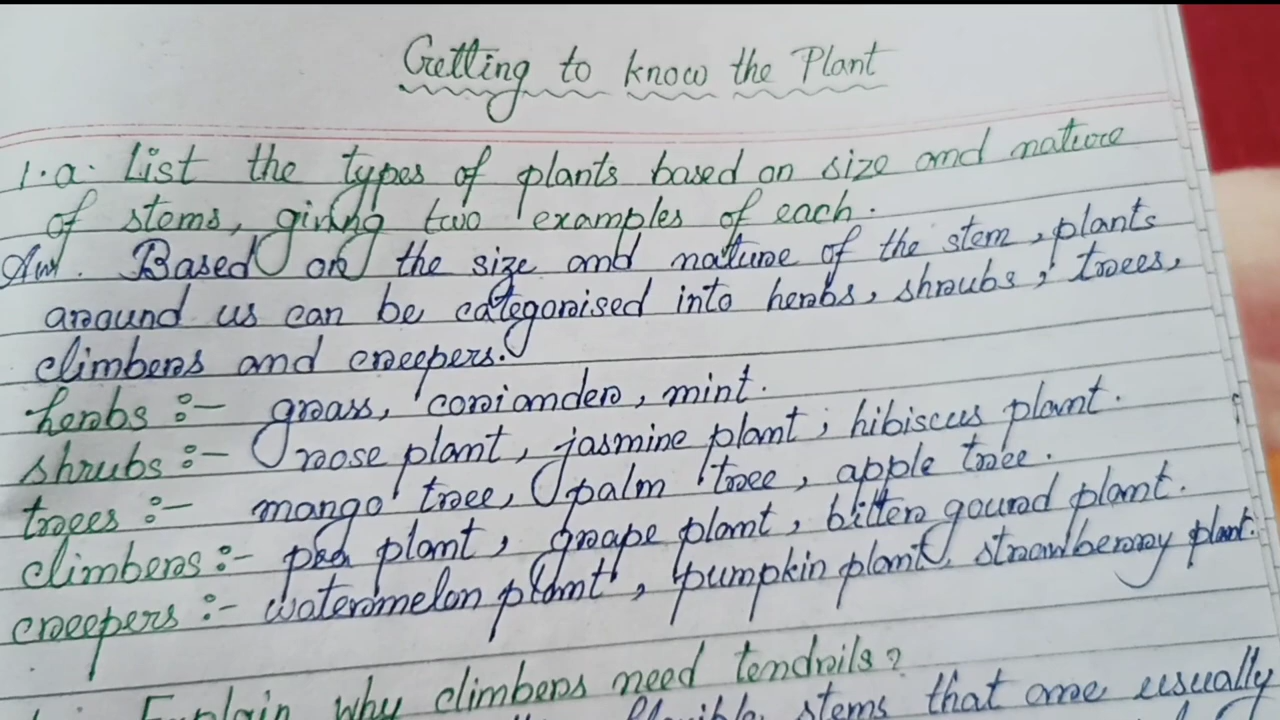 Getting to know the Plant
1.a. List the types of plants based on size and nature
of stems, giving two examples of each.
Ans. Based on the size and nature of the stem, plants
around us can be categorised into herbs, shrubs, trees,
climbers and creepers.
herbs :- grass, coriander, mint.
shrubs :- rose plant, jasmine plant, hibiscus plant.
trees :- mango tree, palm tree, apple tree.
climbers :- pea plant, grape plant, bitter gourd plant.
creepers :- watermelon plant, pumpkin plant, strawberry plant.
Explain why climbers need tendrils?
flexible stems that are usually